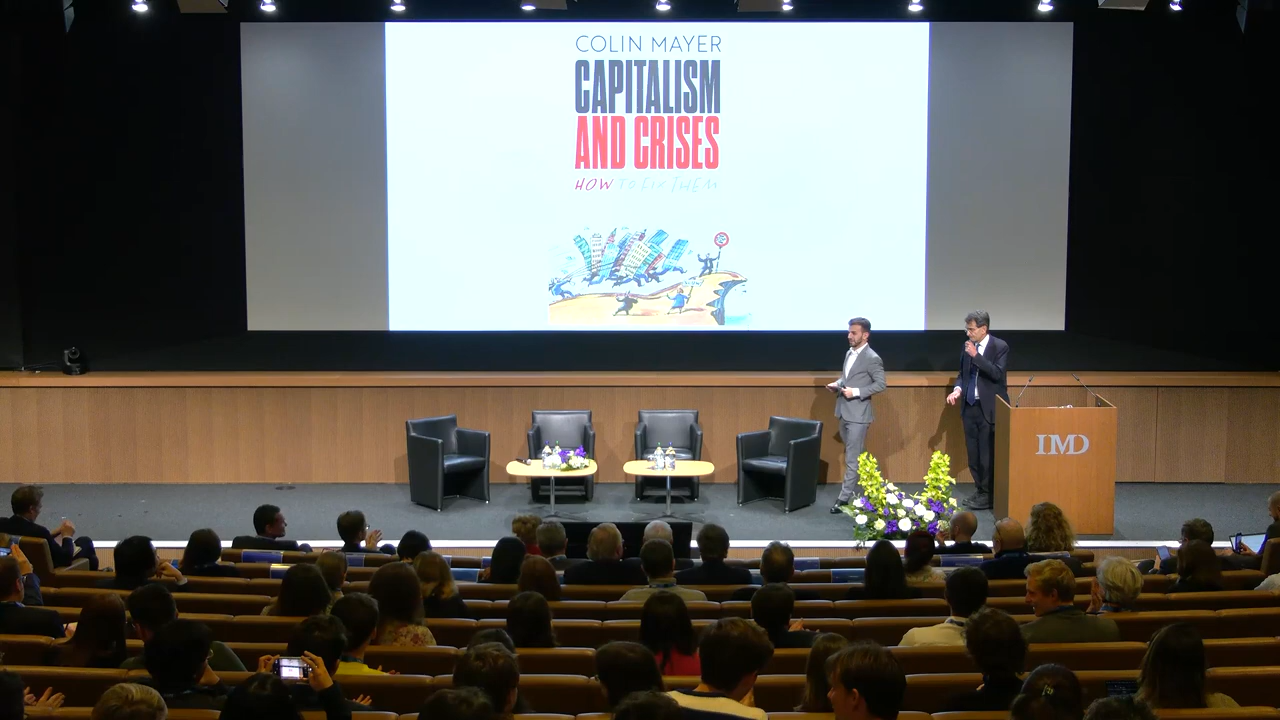 COLIN MAYER
CAPITALISM
AND CRISES
HOW TO FIX THEM
IMD